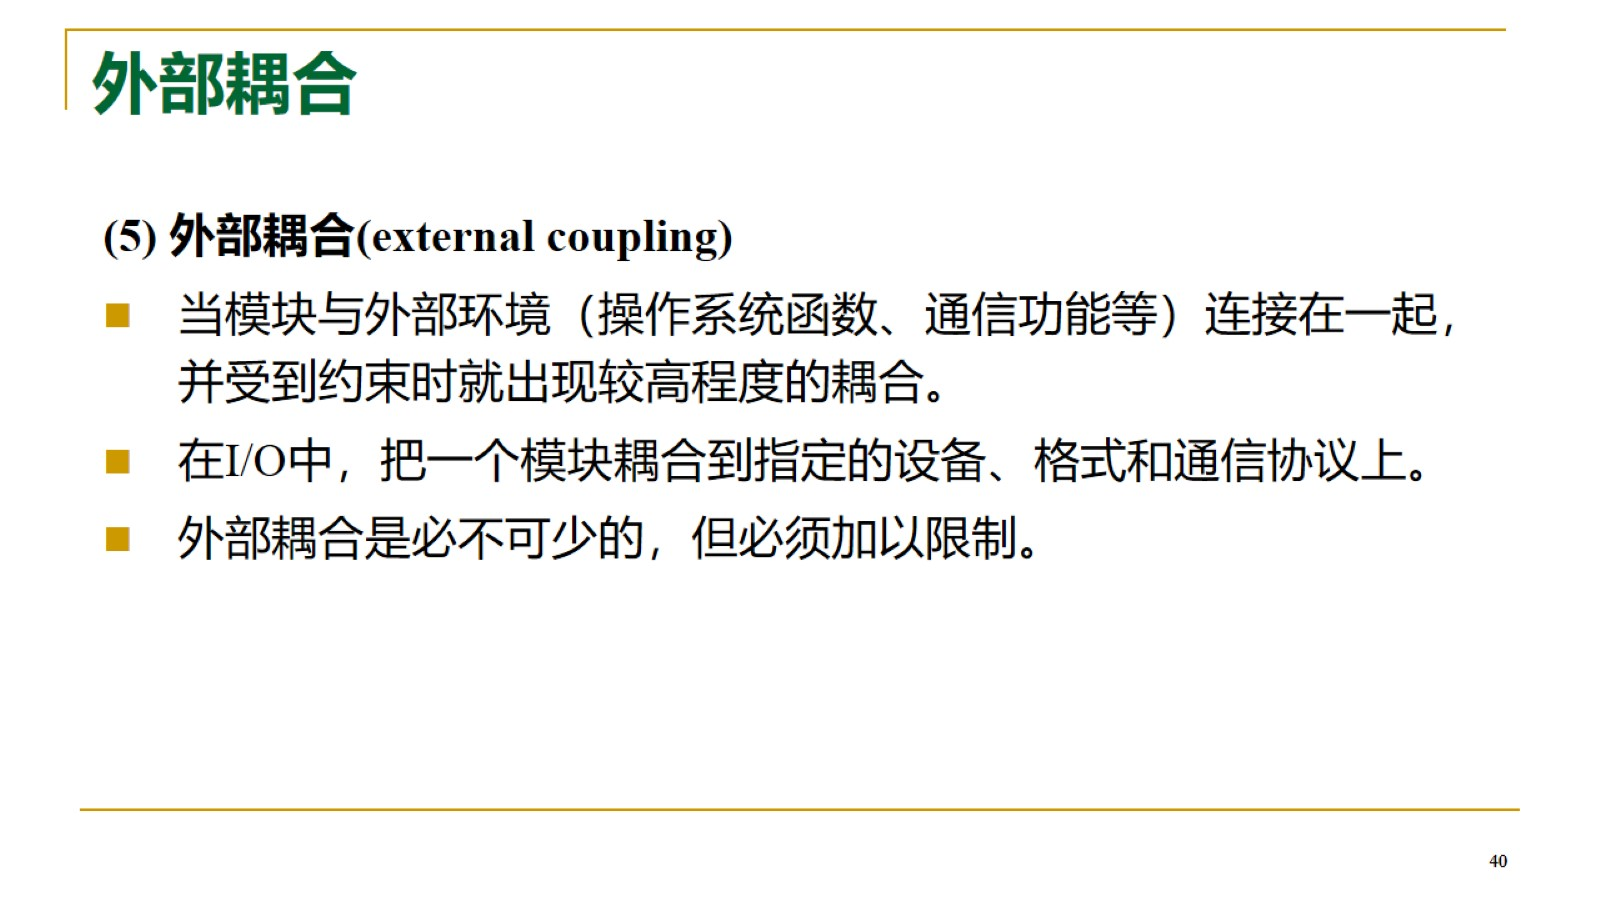 外部耦合
(5) 外部耦合(external coupling)
当模块与外部环境（操作系统函数、通信功能等）连接在一起，
并受到约束时就出现较高程度的耦合。
在I/O中，把一个模块耦合到指定的设备、格式和通信协议上。
外部耦合是必不可少的，但必须加以限制。
40